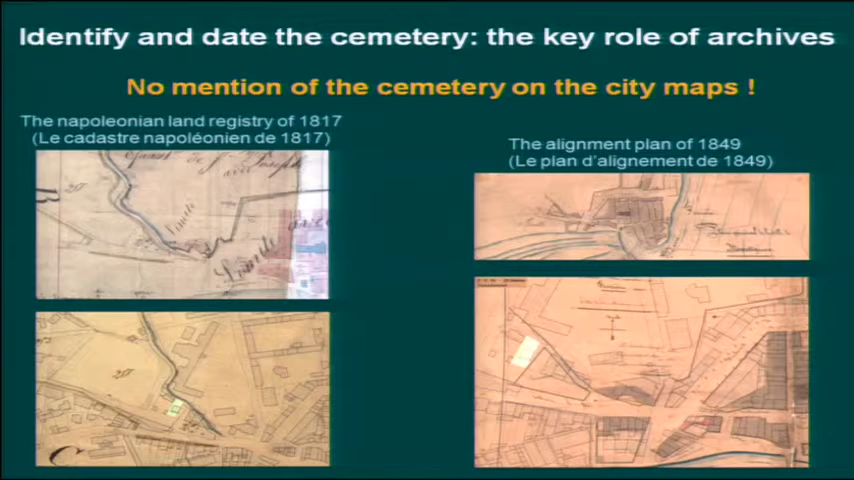 Identify and date the cemetery: the key role of archives
No mention of the cemetery on the city maps !
The napoleonian land registry of 1817
(Le cadastre napoléonien de 1817)
The alignment plan of 1849
(Le plan d'alignement de 1849)